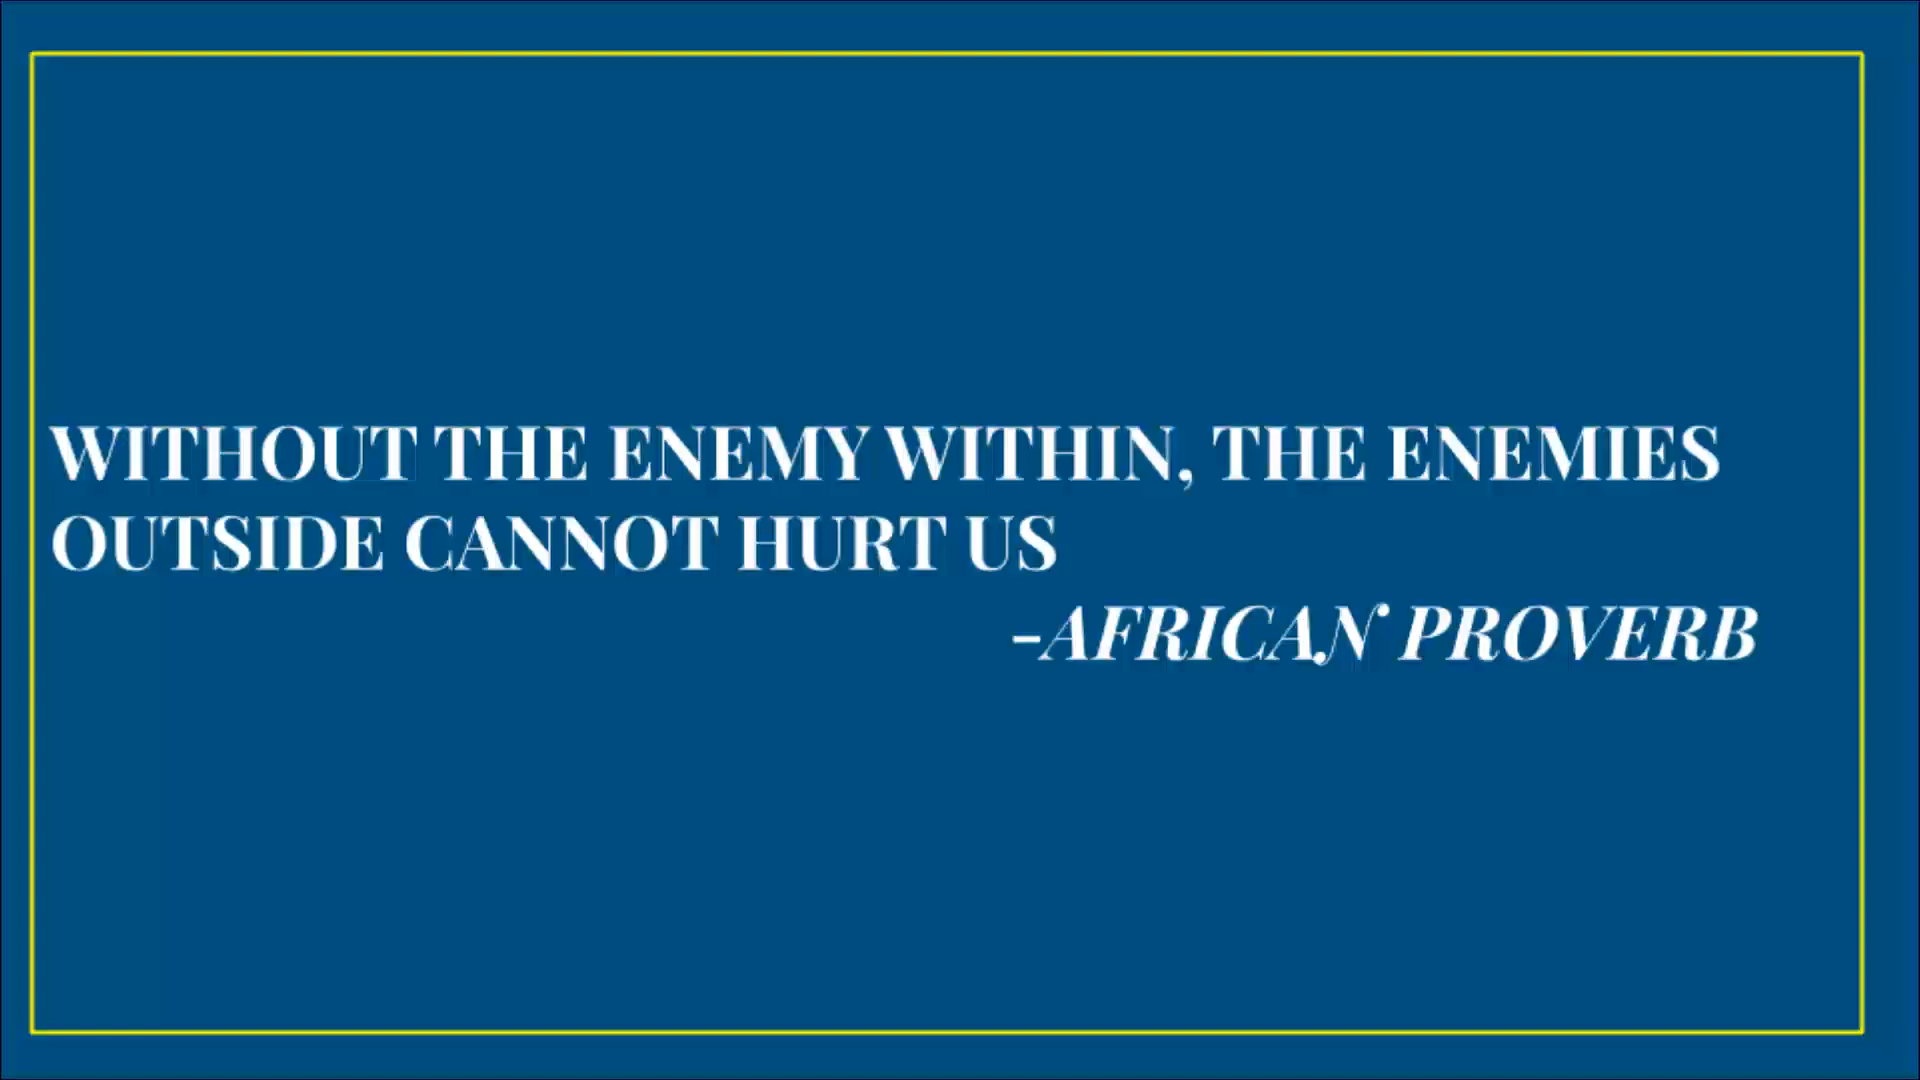 WITHOUT THE ENEMY WITHIN, THE ENEMIES
OUTSIDE CANNOT HURT US
-AFRICAN PROVERB